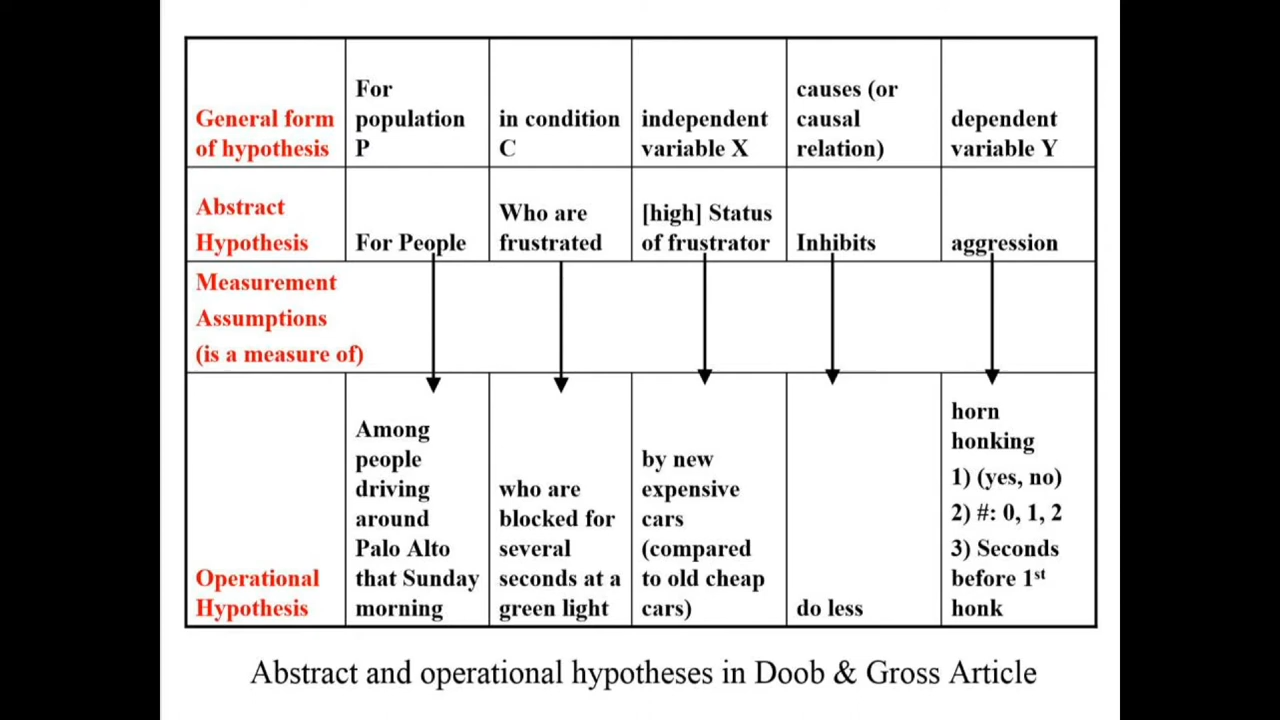 General form
of hypothesis
For
population
P
in condition
C
independent
variable X
causes (or
causal
relation)
dependent
variable Y
Abstract
Hypothesis
For People
Who are
frustrated
[high] Status
of frustrator
Inhibits
aggression
Measurement
Assumptions
(is a measure of)
Operational
Hypothesis
Among
people
driving
around
Palo Alto
that Sunday
morning
who are
blocked for
several
seconds at a
green light
by new
expensive
cars
(compared
to old cheap
cars)
do less
horn
honking
1) (yes, no)
2) #: 0, 1, 2
3) Seconds
before 1st
honk
Abstract and operational hypotheses in Doob & Gross Article